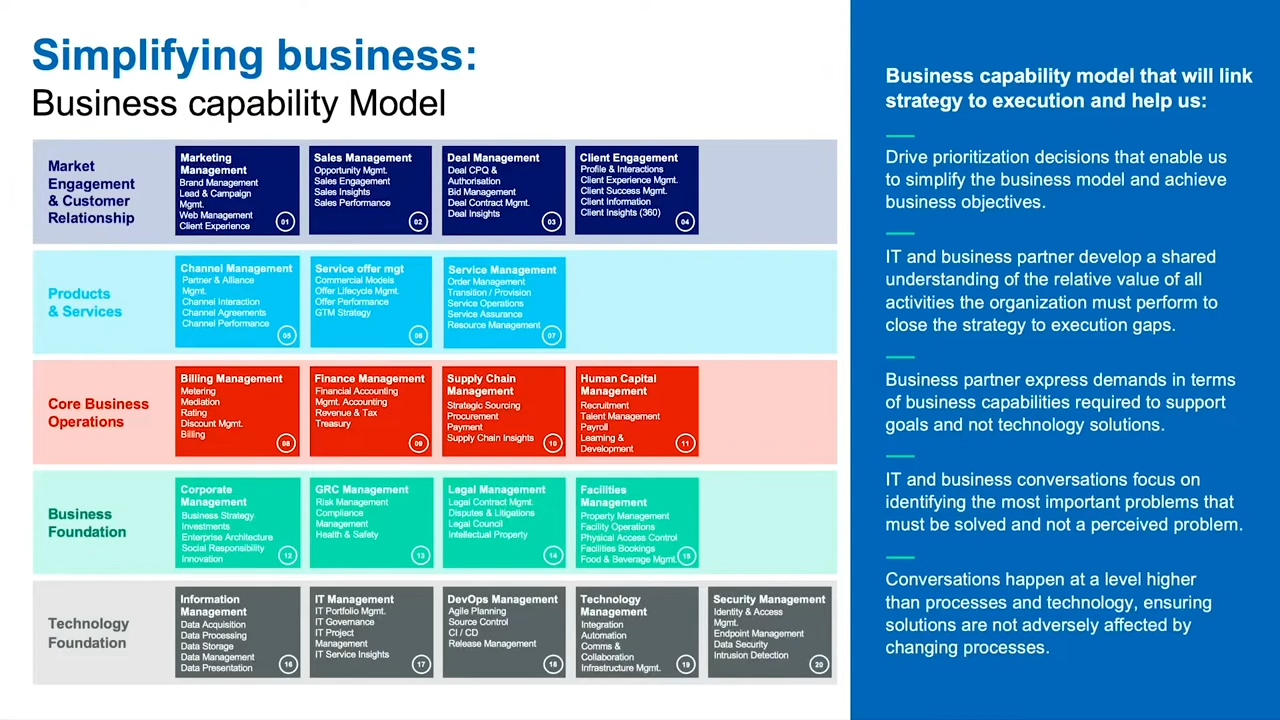 Simplifying business:
Business capability Model
Market
Engagement
& Customer
Relationship
Marketing
Management
Brand Management
Lead & Campaign
Mgmt.
Web Management
Client Experience
01
Sales Management
Opportunity Mgmt.
Sales Engagement
Sales Insights
Sales Performance
02
Deal Management
Deal CPQ &
Authorisation
Bid Management
Deal Contract Mgmt.
Deal Insights
03
Client Engagement
Profile & Interactions
Client Experience Mgmt.
Client Success Mgmt.
Client Information
Client Insights (360)
04
Products
& Services
Channel Management
Partner & Alliance
Mgmt.
Channel Interaction
Channel Agreements
Channel Performance
05
Service offer mgt
Commercial Models
Offer Lifecycle Mgmt.
Offer Performance
GTM Strategy
06
Service Management
Order Management
Transition / Provision
Service Operations
Service Assurance
Resource Management
07
Core Business
Operations
Billing Management
Metering
Mediation
Rating
Discount Mgmt.
Billing
08
Finance Management
Financial Accounting
Mgmt. Accounting
Revenue & Tax
Treasury
09
Supply Chain
Management
Strategic Sourcing
Procurement
Payment
Supply Chain Insights
10
Human Capital
Management
Recruitment
Talent Management
Payroll
Learning &
Development
11
Business
Foundation
Corporate
Management
Business Strategy
Investments
Enterprise Architecture
Social Responsibility
Innovation
12
GRC Management
Risk Management
Compliance
Management
Health & Safety
13
Legal Management
Legal Contract Mgmt.
Disputes & Litigations
Legal Council
Intellectual Property
14
Facilities
Management
Property Management
Facility Operations
Physical Access Control
Facilities Bookings
Food & Beverage Mgmt.
15
Technology
Foundation
Information
Management
Data Acquisition
Data Processing
Data Storage
Data Management
Data Presentation
16
IT Management
IT Portfolio Mgmt.
IT Governance
IT Project
Management
IT Service Insights
17
DevOps Management
Agile Planning
Source Control
CI / CD
Release Management
18
Technology
Management
Integration
Automation
Comms &
Collaboration
Infrastructure Mgmt.
19
Security Management
Identity & Access
Mgmt.
Endpoint Management
Data Security
Intrusion Detection
20
Business capability model that will link
strategy to execution and help us:
Drive prioritization decisions that enable us
to simplify the business model and achieve
business objectives.
IT and business partner develop a shared
understanding of the relative value of all
activities the organization must perform to
close the strategy to execution gaps.
Business partner express demands in terms
of business capabilities required to support
goals and not technology solutions.
IT and business conversations focus on
identifying the most important problems that
must be solved and not a perceived problem.
Conversations happen at a level higher
than processes and technology, ensuring
solutions are not adversely affected by
changing processes.